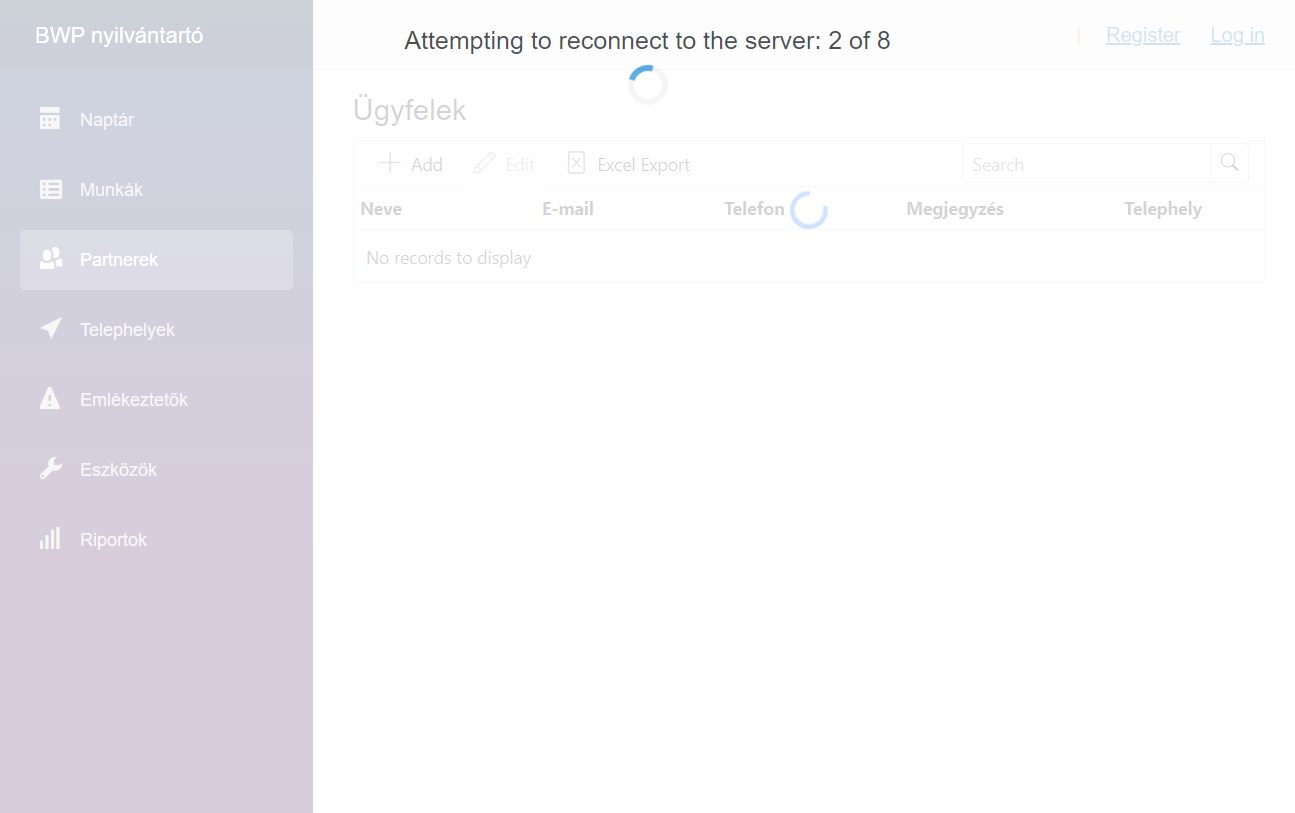 BWP nyilvántartó
Attempting to reconnect to the server: 2 of 8
Register Log in
Naptár
Munkák
Partnerek
Telephelyek
Emlékeztetők
Eszközök
Riportok
Ügyfelek
Add Edit Excel Export Search
Neve E-mail Telefon Megjegyzés Telephely
No records to display